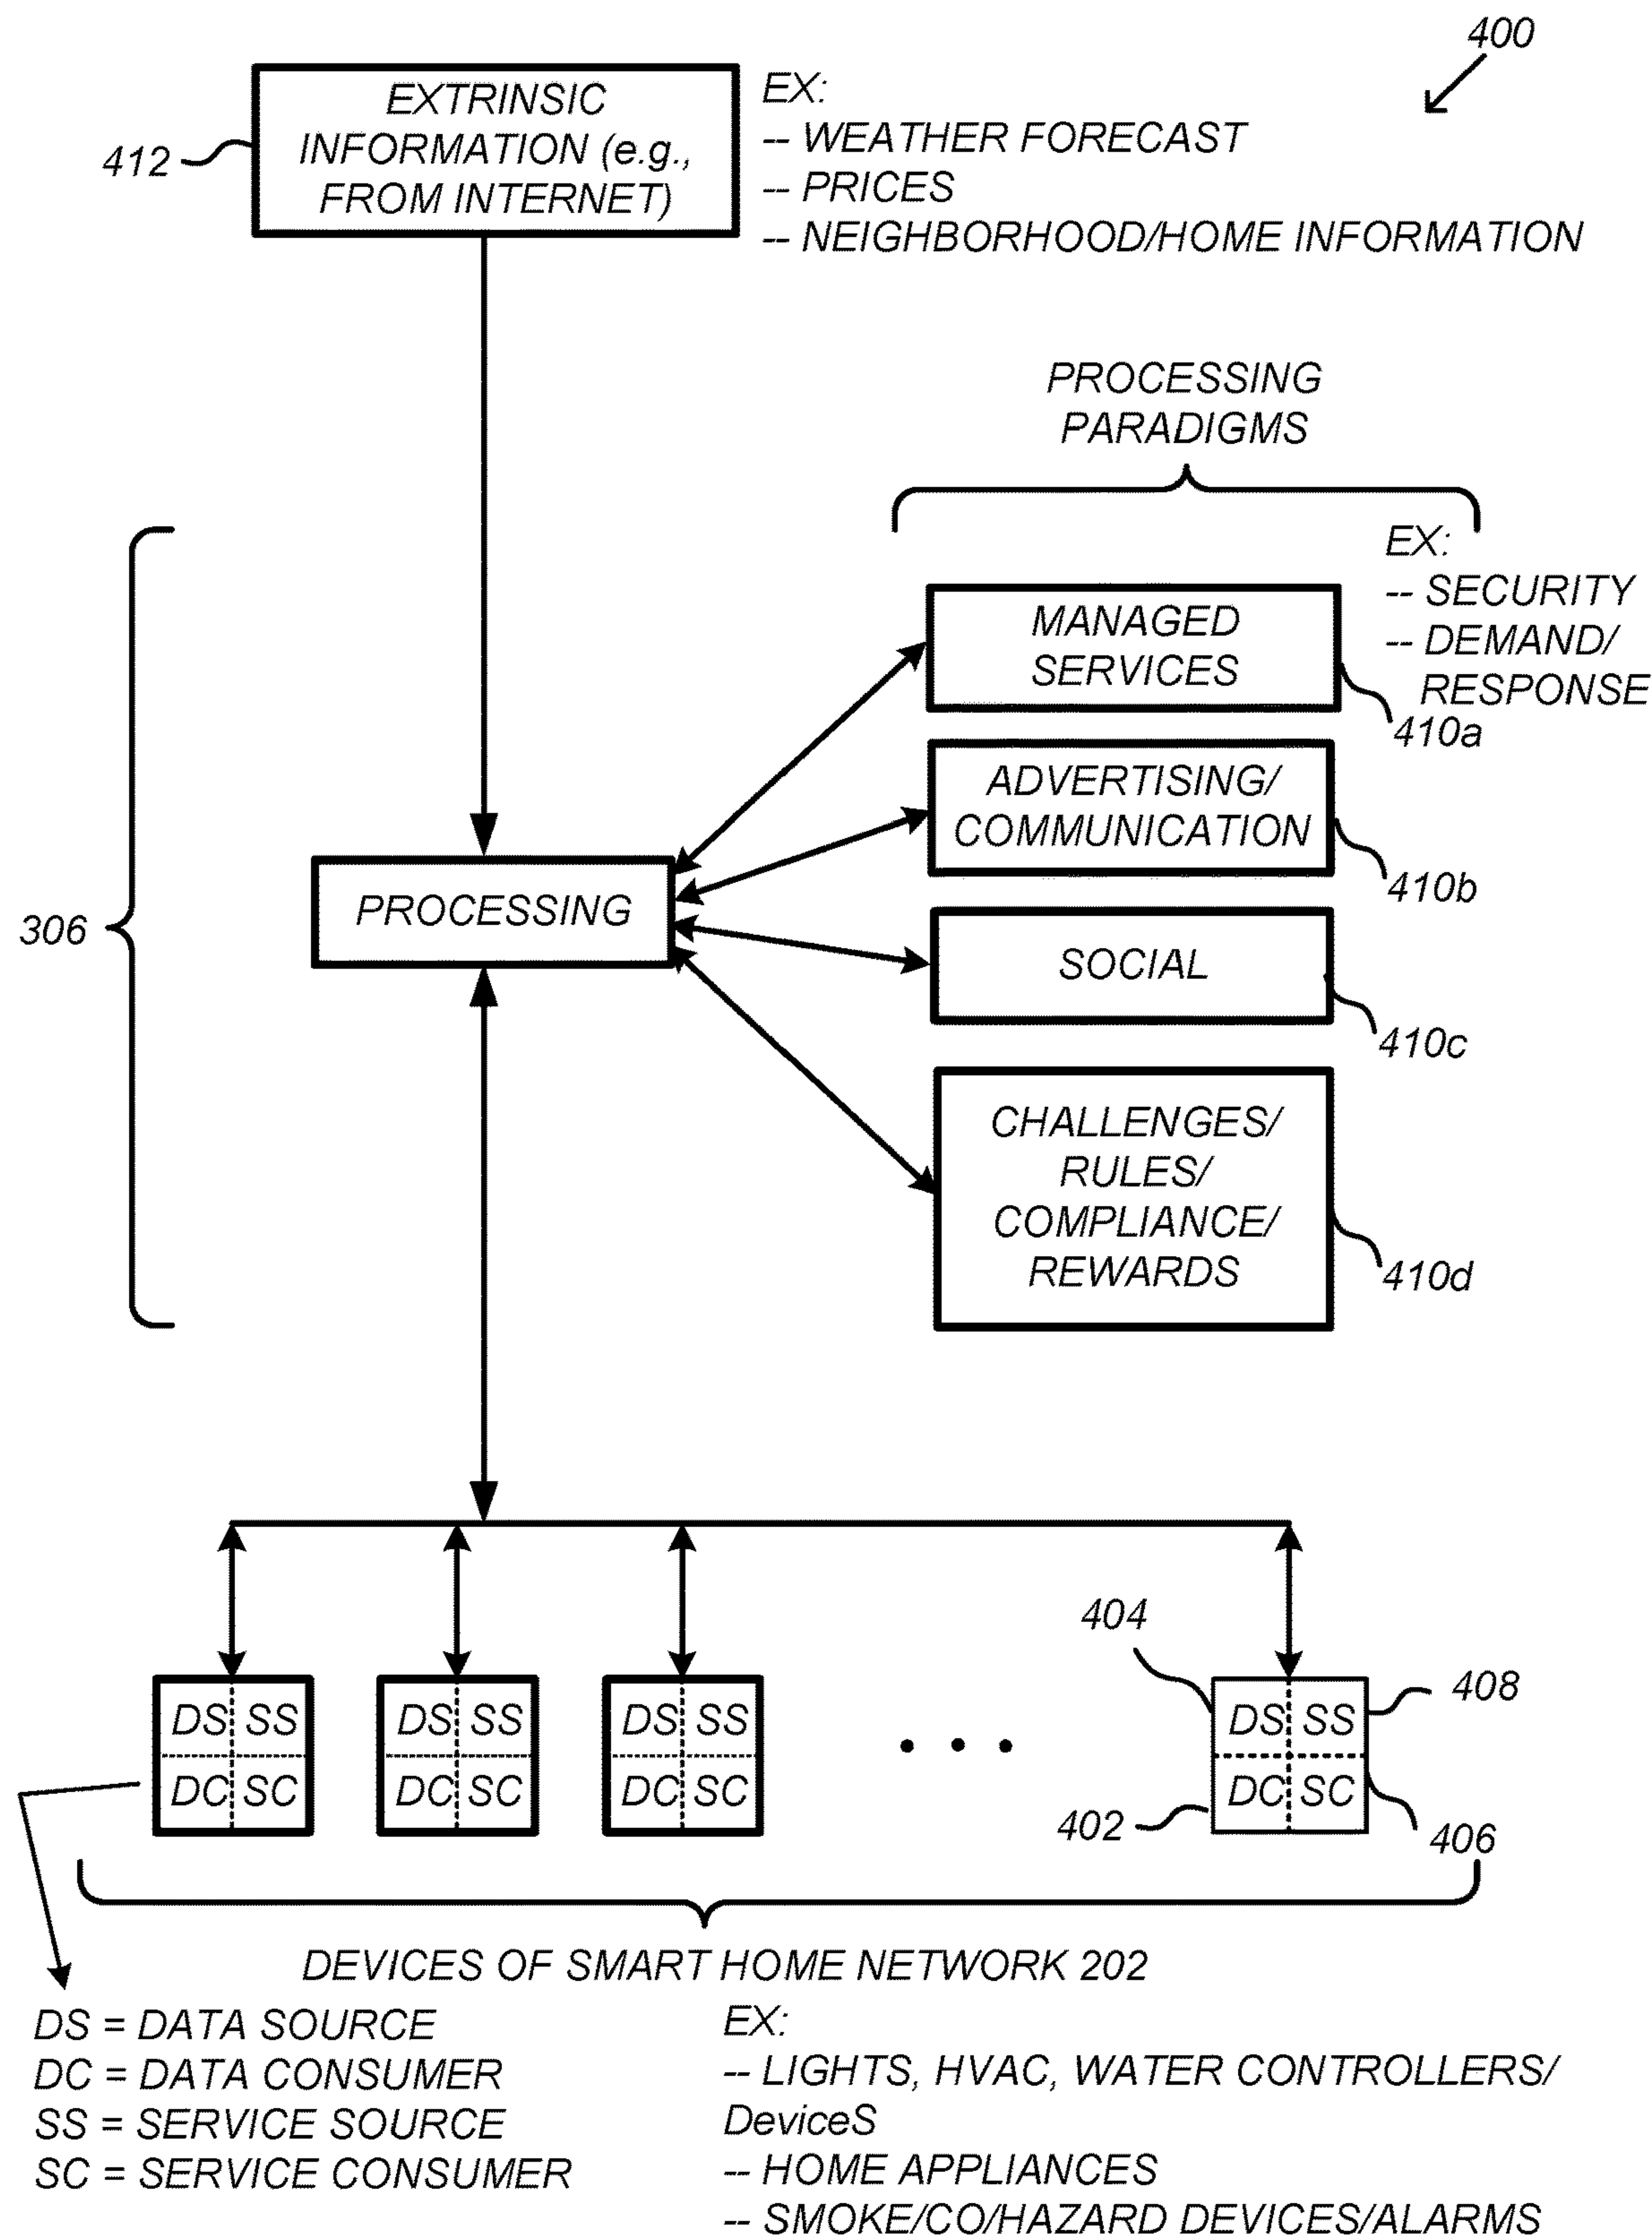 400
EXTRINSIC
INFORMATION (e.g.,
FROM INTERNET)
412
EX:
-- WEATHER FORECAST
-- PRICES
-- NEIGHBORHOOD/HOME INFORMATION
PROCESSING
PARADIGMS
EX:
-- SECURITY
-- DEMAND/
RESPONSE
MANAGED
SERVICES
410a
ADVERTISING/
COMMUNICATION
410b
306
PROCESSING
SOCIAL
410c
CHALLENGES/
RULES/
COMPLIANCE/
REWARDS
410d
404
408
DS SS
DC SC
DS SS
DC SC
DS SS
DC SC
• • •
DS SS
DC SC
402
406
DEVICES OF SMART HOME NETWORK 202
DS = DATA SOURCE
DC = DATA CONSUMER
SS = SERVICE SOURCE
SC = SERVICE CONSUMER
EX:
-- LIGHTS, HVAC, WATER CONTROLLERS/
DeviceS
-- HOME APPLIANCES
-- SMOKE/CO/HAZARD DEVICES/ALARMS